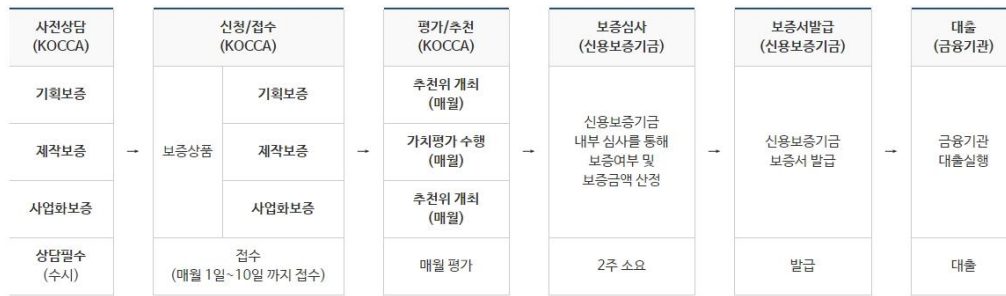 사전상담
(KOCCA)
기획보증
제작보증
사업화보증
상담필수
(수시)
→
신청/접수
(KOCCA)
보증상품
기획보증
제작보증
사업화보증
접수
(매월 1일~10일 까지 접수)
→
평가/추천
(KOCCA)
추천위 개최
(매월)
가치평가 수행
(매월)
추천위 개최
(매월)
매월 평가
→
보증심사
(신용보증기금)
신용보증기금
내부 심사를 통해
보증여부 및
보증금액 산정
2주 소요
→
보증서발급
(신용보증기금)
신용보증기금
보증서 발급
발급
→
대출
(금융기관)
금융기관
대출실행
대출